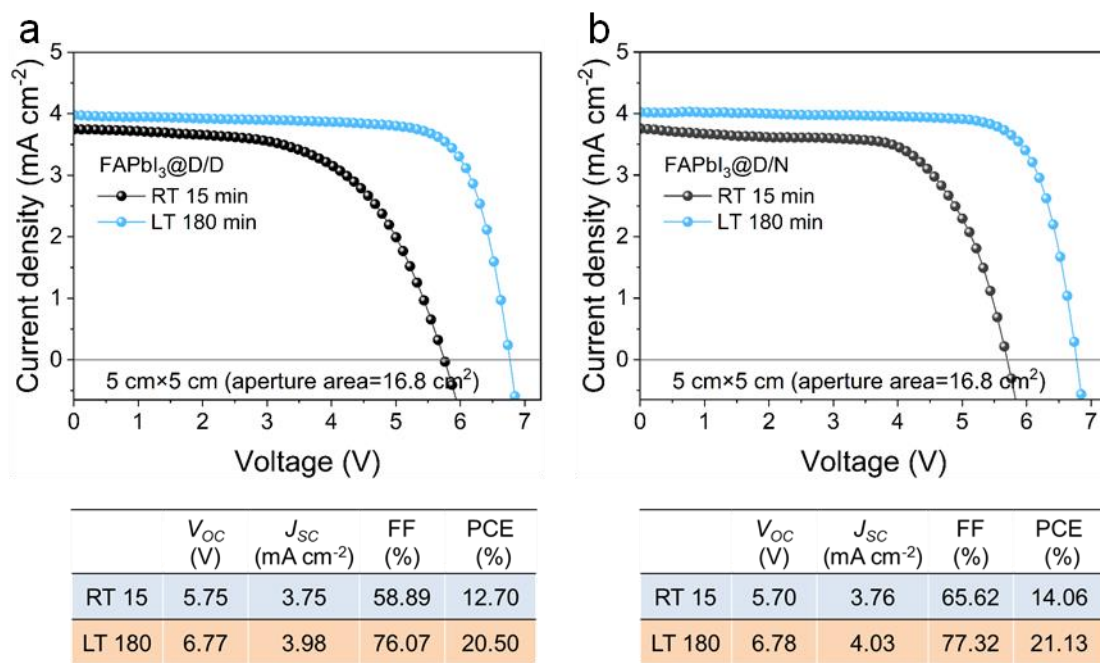 a
Current density (mA cm⁻²)
5
4
3
2
1
0
FAPbI₃@D/D
RT 15 min
LT 180 min
5 cm×5 cm (aperture area=16.8 cm²)
0 1 2 3 4 5 6 7
Voltage (V)
V_OC (V) J_SC (mA cm⁻²) FF (%) PCE (%)
RT 15 5.75 3.75 58.89 12.70
LT 180 6.77 3.98 76.07 20.50
b
Current density (mA cm⁻²)
5
4
3
2
1
0
FAPbI₃@D/N
RT 15 min
LT 180 min
5 cm×5 cm (aperture area=16.8 cm²)
0 1 2 3 4 5 6 7
Voltage (V)
V_OC (V) J_SC (mA cm⁻²) FF (%) PCE (%)
RT 15 5.70 3.76 65.62 14.06
LT 180 6.78 4.03 77.32 21.13